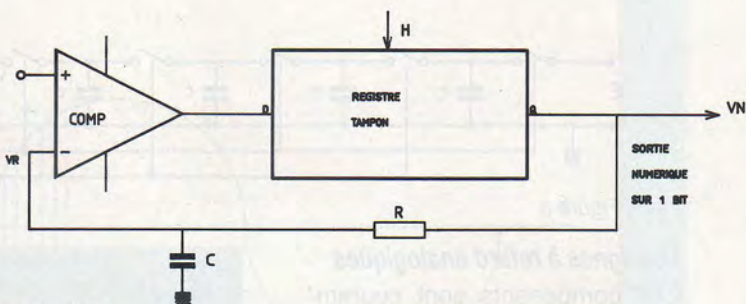 H
+
COMP
VR
-
D
REGISTRE
TAMPON
Q
VN
SORTIE
NUMERIQUE
SUR 1 BIT
R
C